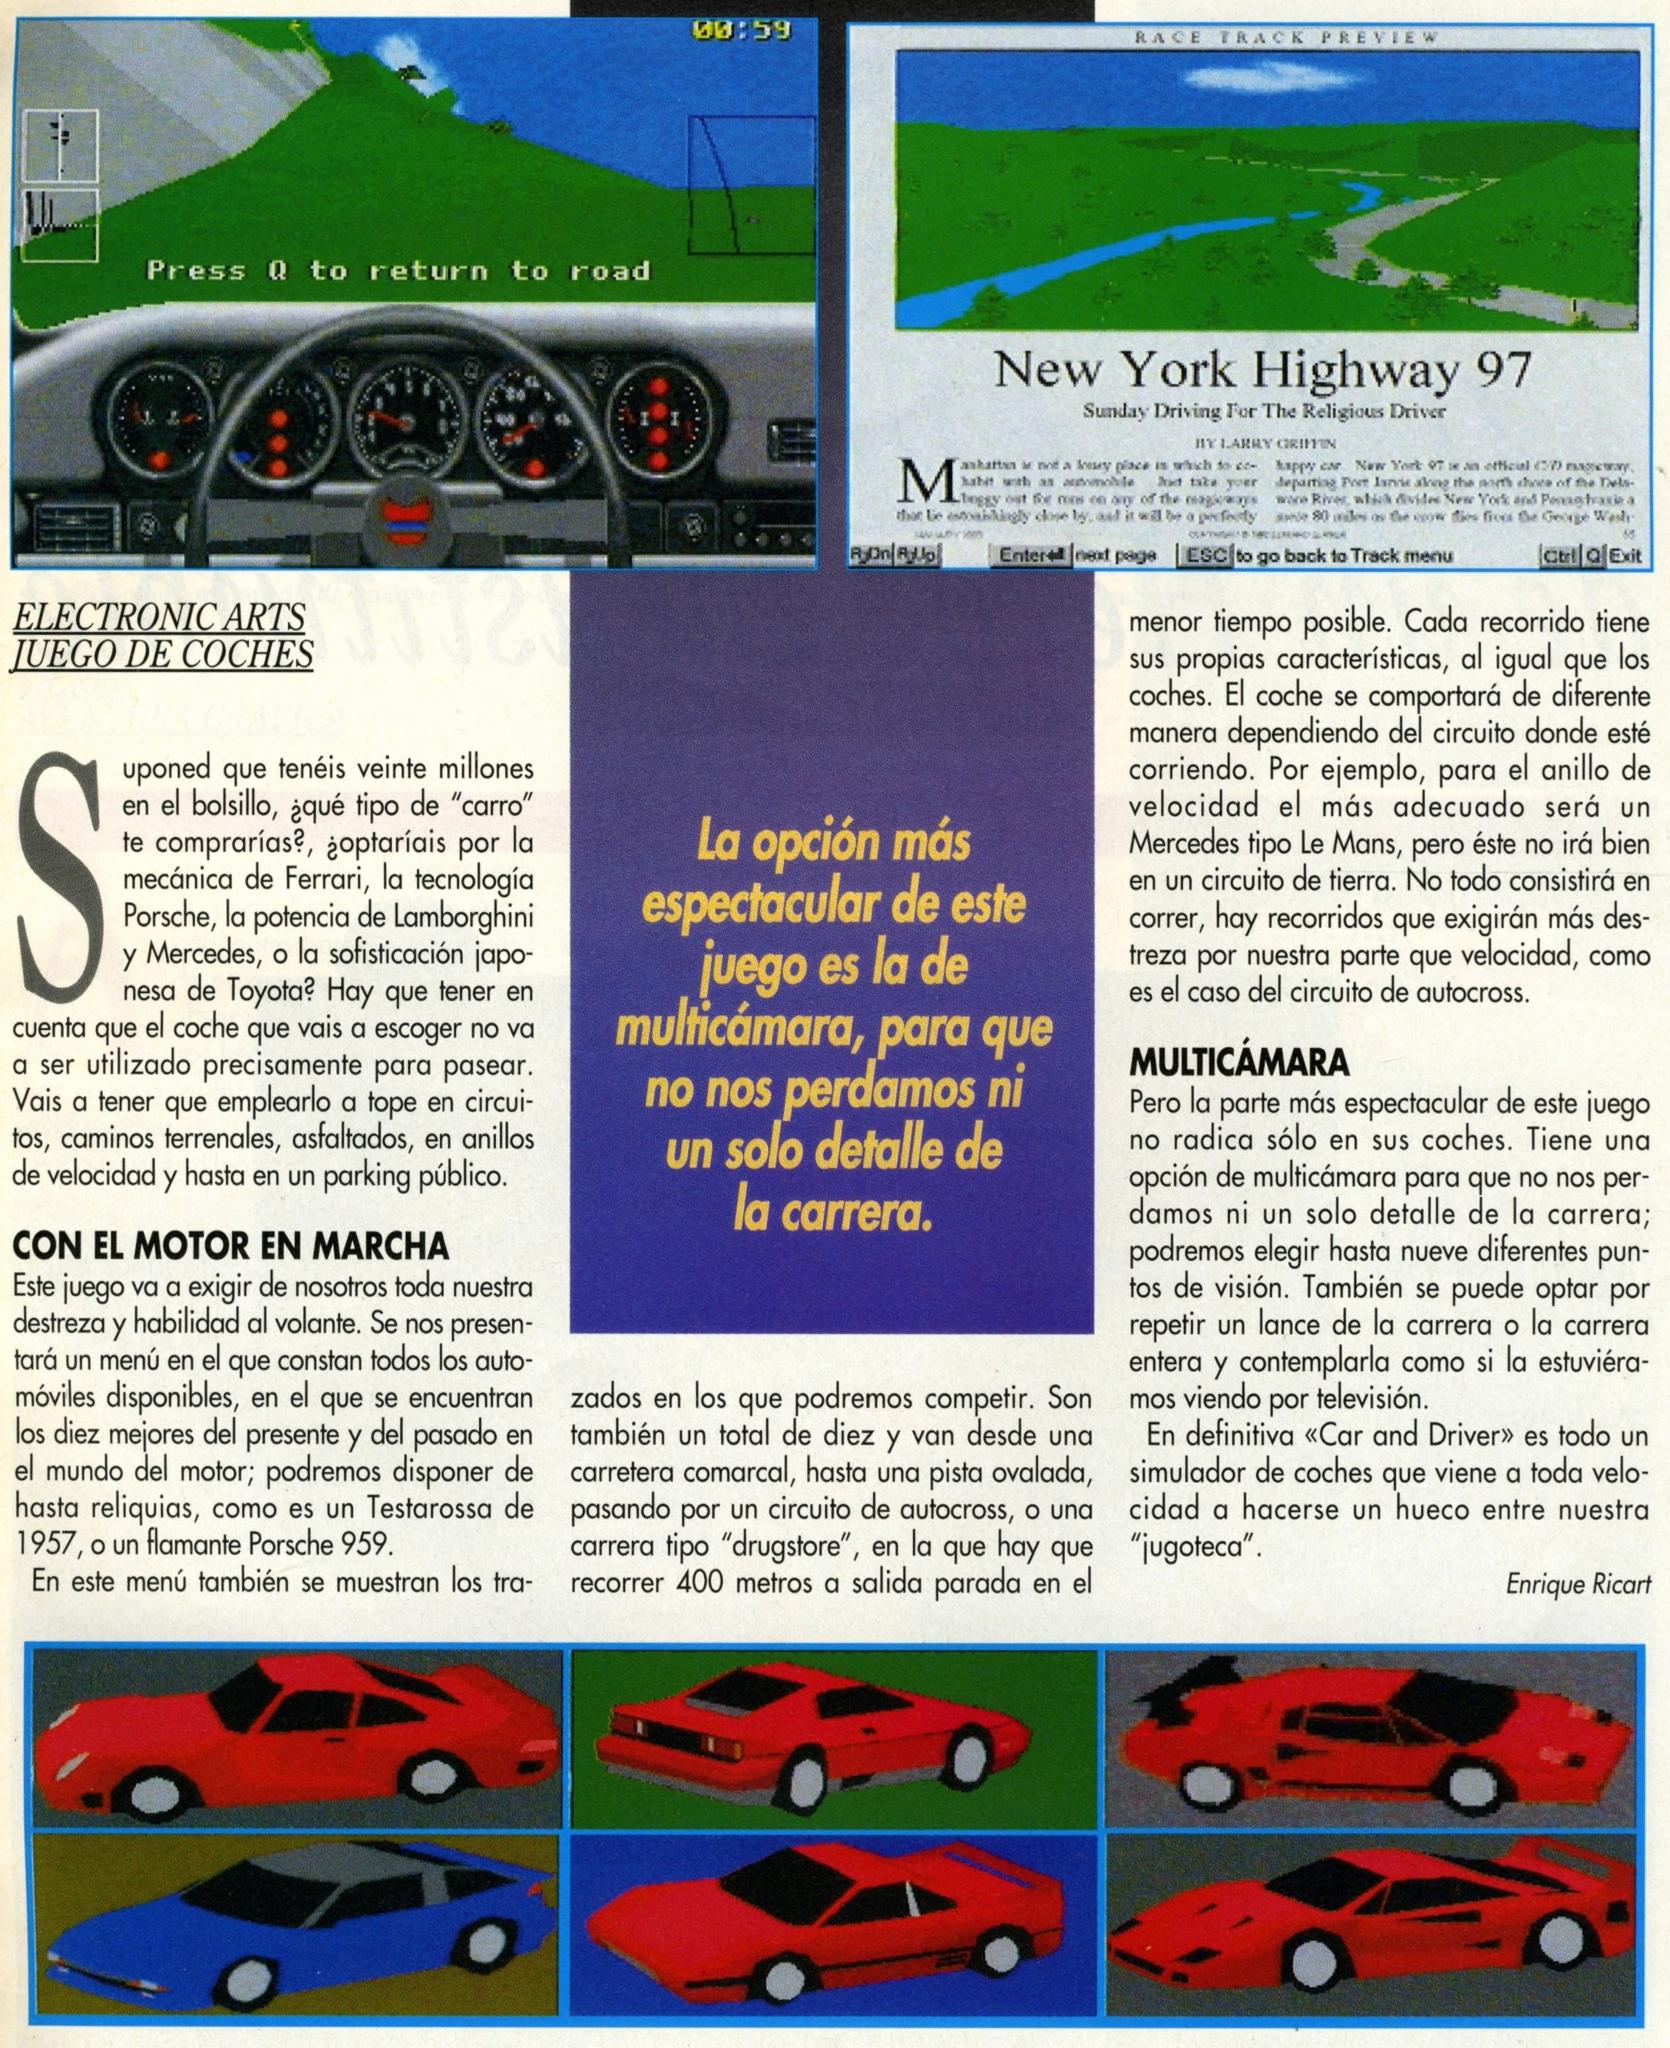 00:59
Press Q to return to road
RACE TRACK PREVIEW
New York Highway 97
Sunday Driving For The Religious Driver
BY LARRY GRIFFIN
Manhattan is not a lousy place in which to co-
habit with an automobile. Just take your
buggy out for runs on any of the magicways
that lie astonishingly close by, and it will be a perfectly
happy car. New York 97 is an official C/D magicway,
departing Port Jarvis along the north shore of the Dela-
ware River, which divides New York and Pennsylvania a
mere 80 miles as the crow flies from the George Wash-
PgDn PgUp Enter next page ESC to go back to Track menu Ctrl Q Exit
ELECTRONIC ARTS
JUEGO DE COCHES
Suponed que tenéis veinte millones
en el bolsillo, ¿qué tipo de "carro"
te comprarías?, ¿optaríais por la
mecánica de Ferrari, la tecnología
Porsche, la potencia de Lamborghini
y Mercedes, o la sofisticación japo-
nesa de Toyota? Hay que tener en
cuenta que el coche que vais a escoger no va
a ser utilizado precisamente para pasear.
Vais a tener que emplearlo a tope en circui-
tos, caminos terrenales, asfaltados, en anillos
de velocidad y hasta en un parking público.
CON EL MOTOR EN MARCHA
Este juego va a exigir de nosotros toda nuestra
destreza y habilidad al volante. Se nos presen-
tará un menú en el que constan todos los auto-
móviles disponibles, en el que se encuentran
los diez mejores del presente y del pasado en
el mundo del motor; podremos disponer de
hasta reliquias, como es un Testarossa de
1957, o un flamante Porsche 959.
En este menú también se muestran los tra-
La opción más
espectacular de este
juego es la de
multicámara, para que
no nos perdamos ni
un solo detalle de
la carrera.
zados en los que podremos competir. Son
también un total de diez y van desde una
carretera comarcal, hasta una pista ovalada,
pasando por un circuito de autocross, o una
carrera tipo "drugstore", en la que hay que
recorrer 400 metros a salida parada en el
menor tiempo posible. Cada recorrido tiene
sus propias características, al igual que los
coches. El coche se comportará de diferente
manera dependiendo del circuito donde esté
corriendo. Por ejemplo, para el anillo de
velocidad el más adecuado será un
Mercedes tipo Le Mans, pero éste no irá bien
en un circuito de tierra. No todo consistirá en
correr, hay recorridos que exigirán más des-
treza por nuestra parte que velocidad, como
es el caso del circuito de autocross.
MULTICÁMARA
Pero la parte más espectacular de este juego
no radica sólo en sus coches. Tiene una
opción de multicámara para que no nos per-
damos ni un solo detalle de la carrera;
podremos elegir hasta nueve diferentes pun-
tos de visión. También se puede optar por
repetir un lance de la carrera o la carrera
entera y contemplarla como si la estuviéra-
mos viendo por televisión.
En definitiva «Car and Driver» es todo un
simulador de coches que viene a toda velo-
cidad a hacerse un hueco entre nuestra
"jugoteca".
Enrique Ricart